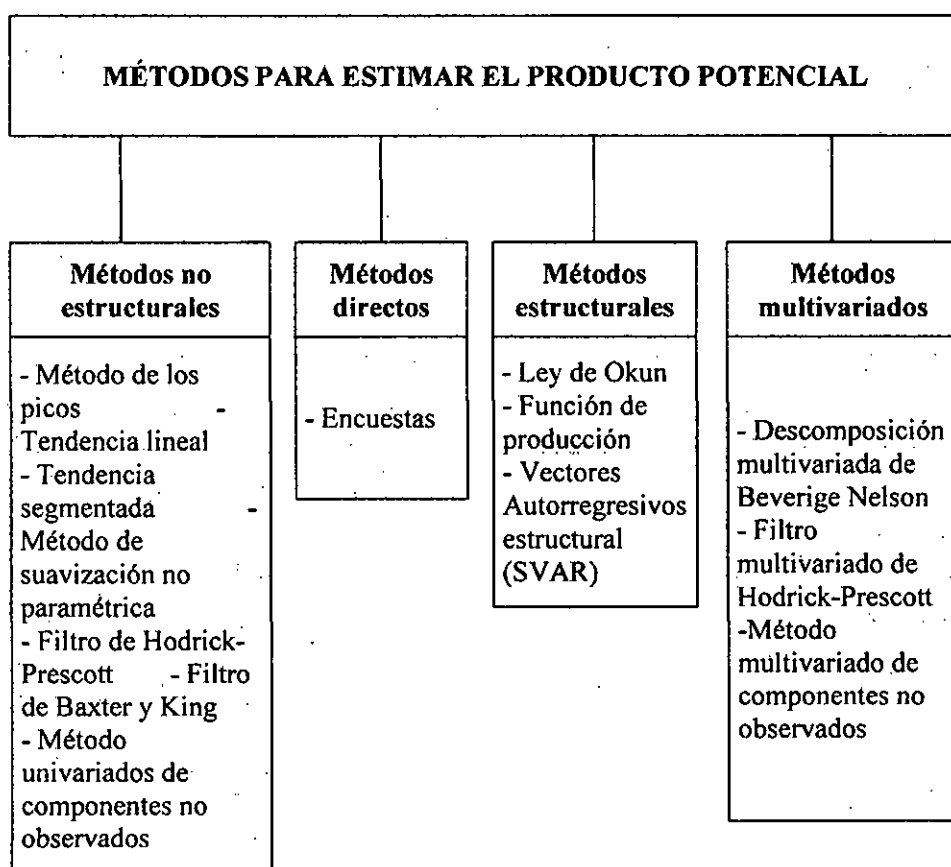 MÉTODOS PARA ESTIMAR EL PRODUCTO POTENCIAL
Métodos no
estructurales
- Método de los
picos -
Tendencia lineal
- Tendencia
segmentada -
Método de
suavización no
paramétrica
- Filtro de Hodrick-
Prescott - Filtro
de Baxter y King
- Método
univariados de
componentes no
observados
Métodos
directos
- Encuestas
Métodos
estructurales
- Ley de Okun
- Función de
producción
- Vectores
Autorregresivos
estructural
(SVAR)
Métodos
multivariados
- Descomposición
multivariada de
Beverige Nelson
- Filtro
multivariado de
Hodrick-Prescott
-Método
multivariado de
componentes no
observados